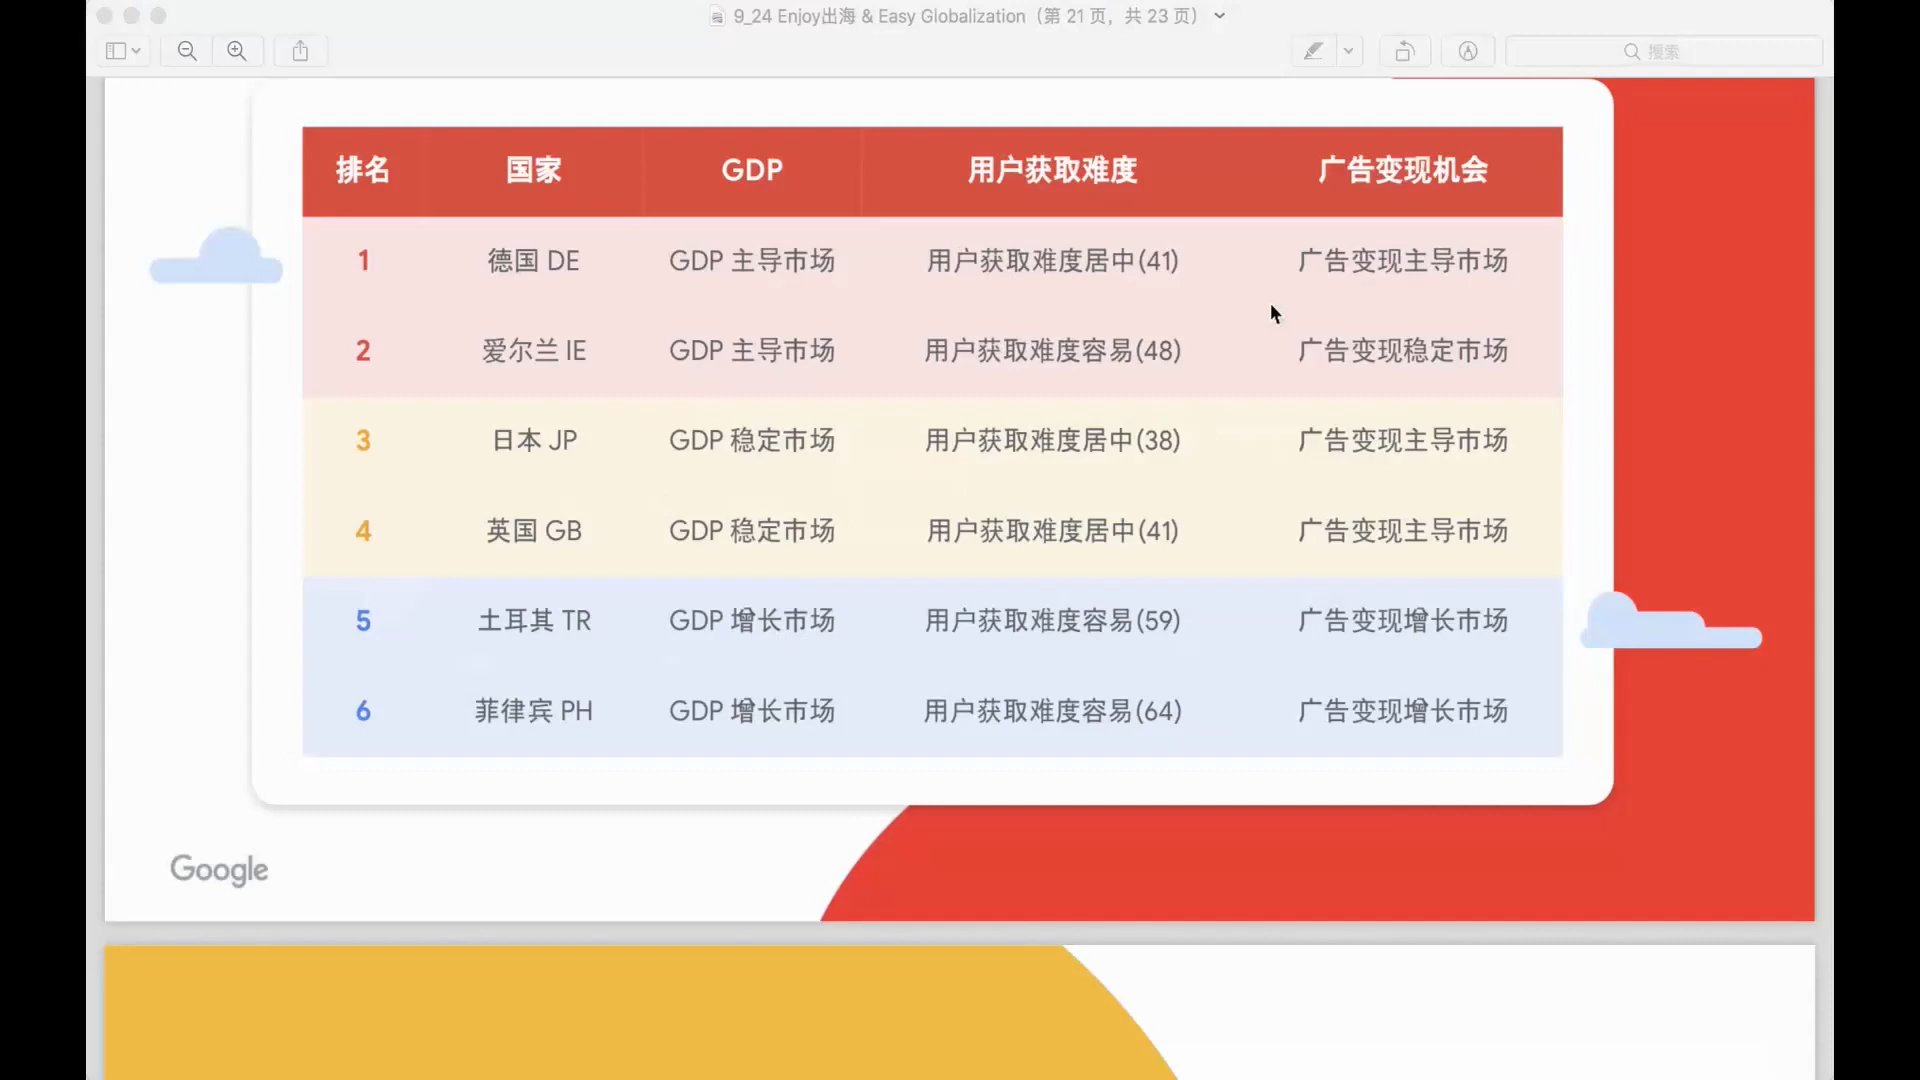 9_24 Enjoy出海 & Easy Globalization（第 21 页，共 23 页）
搜索
排名 国家 GDP 用户获取难度 广告变现机会
1 德国 DE GDP 主导市场 用户获取难度居中(41) 广告变现主导市场
2 爱尔兰 IE GDP 主导市场 用户获取难度容易(48) 广告变现稳定市场
3 日本 JP GDP 稳定市场 用户获取难度居中(38) 广告变现主导市场
4 英国 GB GDP 稳定市场 用户获取难度居中(41) 广告变现主导市场
5 土耳其 TR GDP 增长市场 用户获取难度容易(59) 广告变现增长市场
6 菲律宾 PH GDP 增长市场 用户获取难度容易(64) 广告变现增长市场
Google